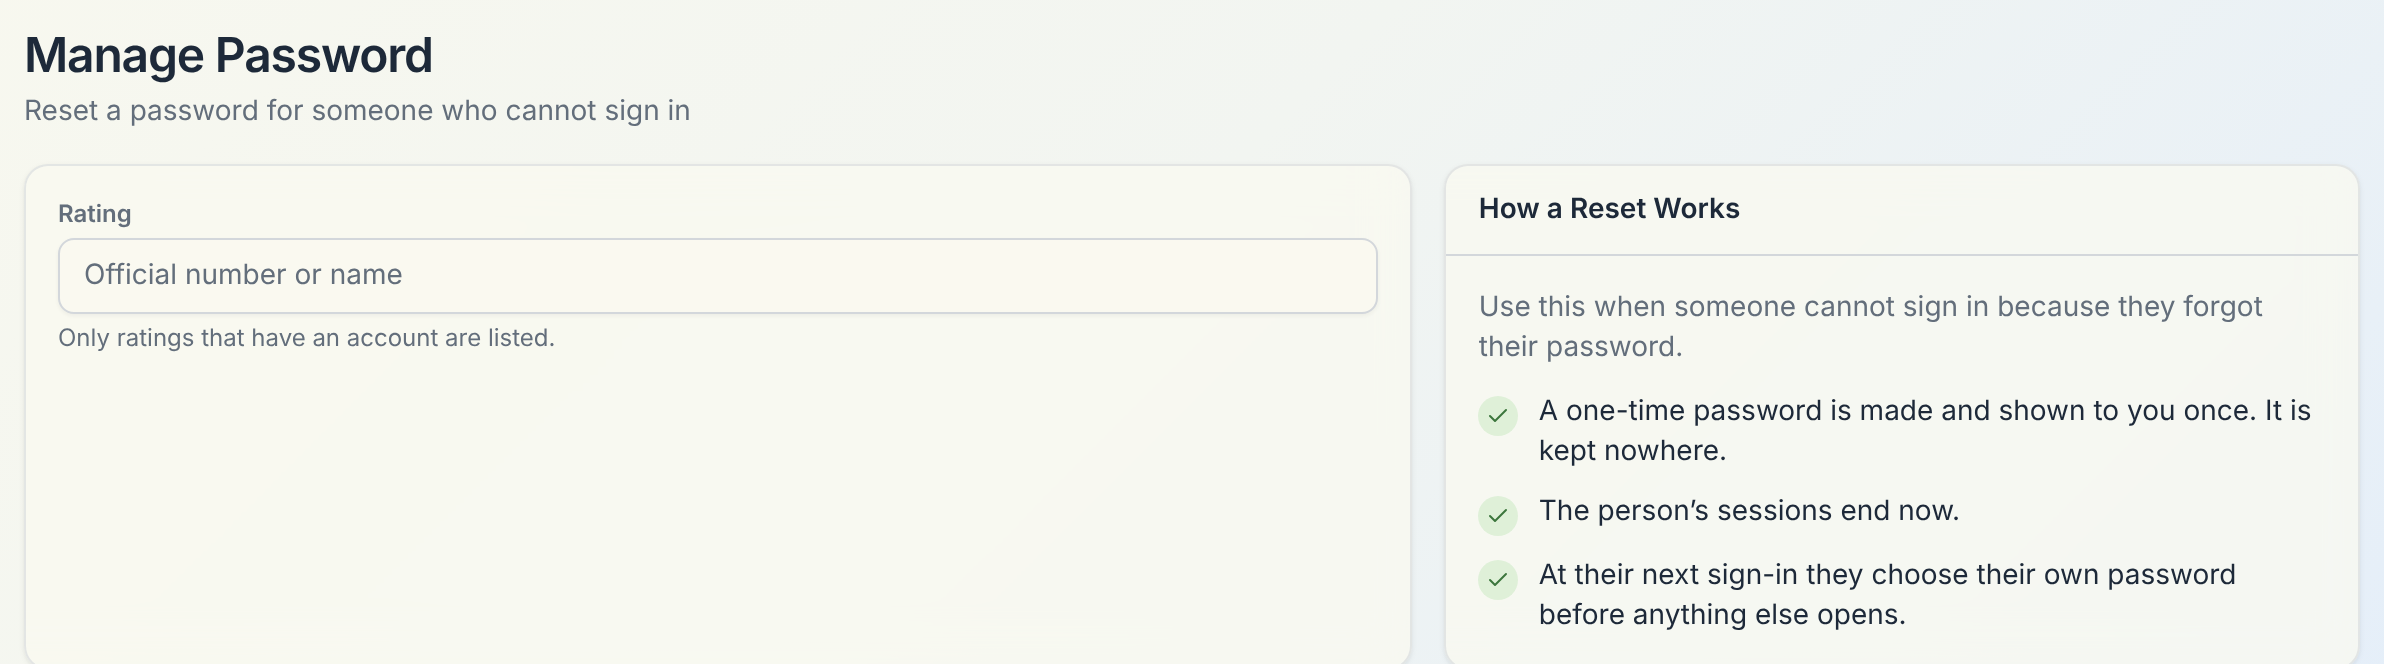 Manage Password
Reset a password for someone who cannot sign in
Rating
Official number or name
Only ratings that have an account are listed.
How a Reset Works
Use this when someone cannot sign in because they forgot
their password.
A one-time password is made and shown to you once. It is
kept nowhere.
The person’s sessions end now.
At their next sign-in they choose their own password
before anything else opens.